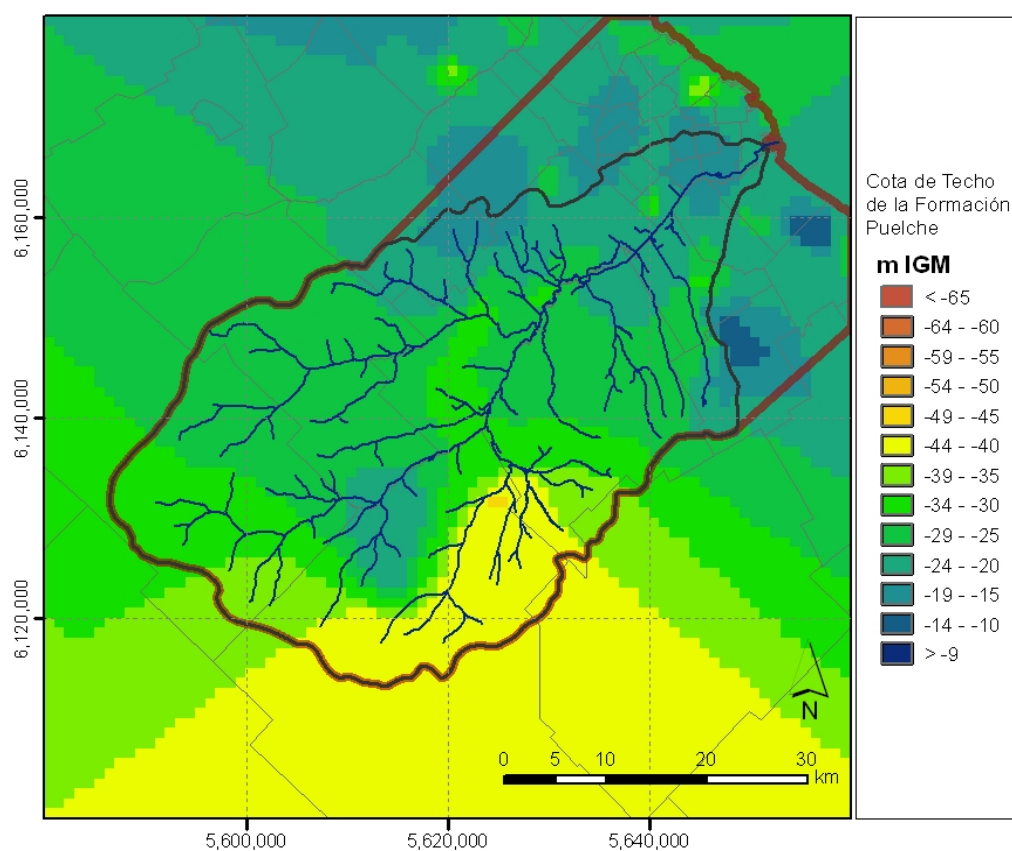 6,160,000
6,140,000
6,120,000
5,600,000
5,620,000
5,640,000
0 5 10 20 30
km
N
Cota de Techo
de la Formación
Puelche
m IGM
< -65
-64 - -60
-59 - -55
-54 - -50
-49 - -45
-44 - -40
-39 - -35
-34 - -30
-29 - -25
-24 - -20
-19 - -15
-14 - -10
> -9